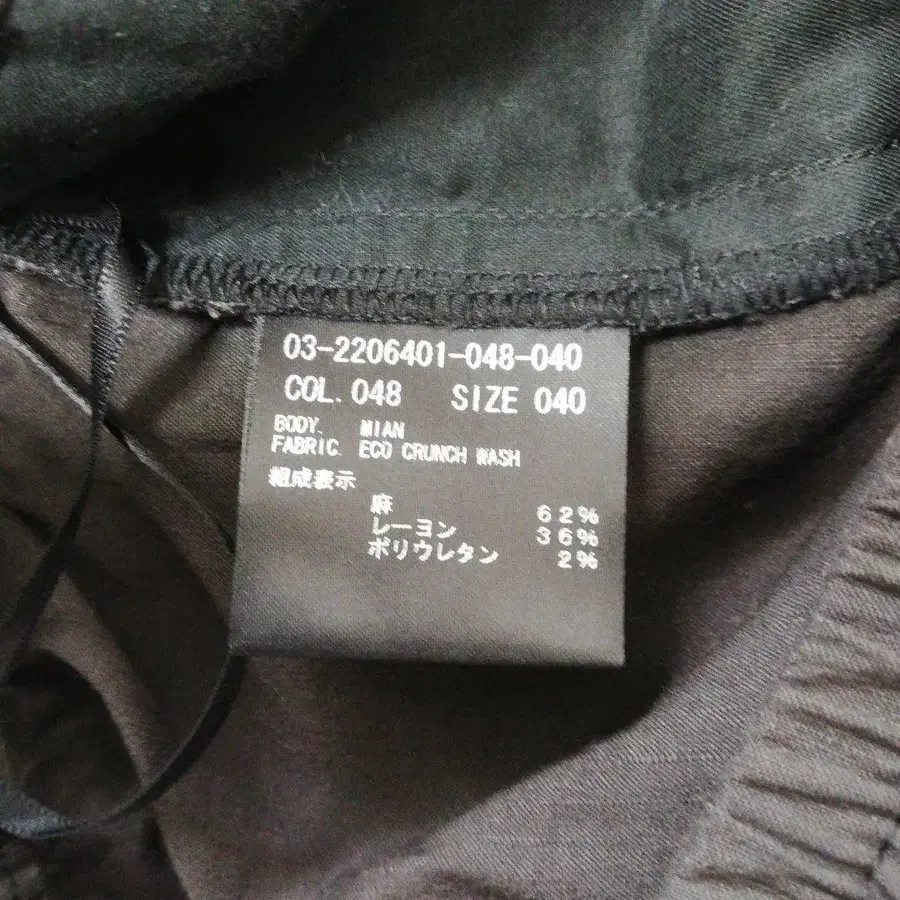 03-2206401-048-040
COL. 048 SIZE 040
BODY. MIAN
FABRIC ECO CRUNCH WASH
組成表示
麻 62%
レーヨン 36%
ポリウレタン 2%